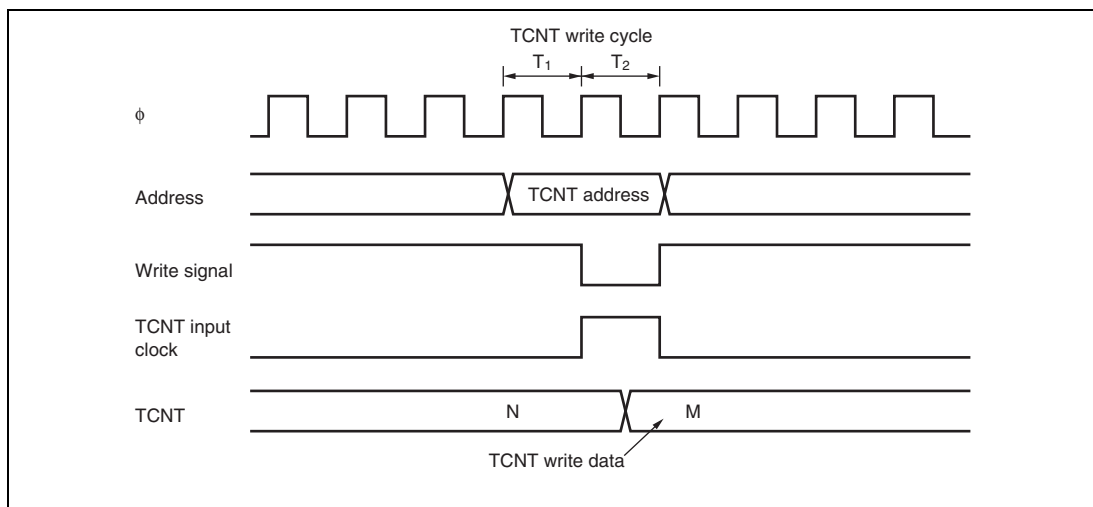 TCNT write cycle
T1 T2
ϕ
Address
TCNT address
Write signal
TCNT input
clock
TCNT
N
M
TCNT write data